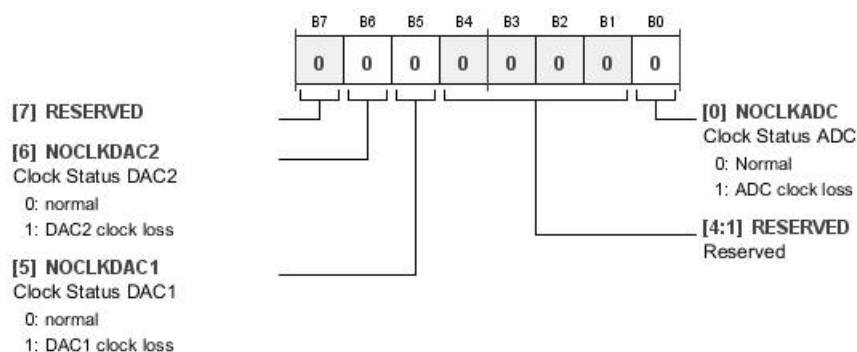 B7 B6 B5 B4 B3 B2 B1 B0
0 0 0 0 0 0 0 0
[7] RESERVED
[6] NOCLKDAC2
Clock Status DAC2
0: normal
1: DAC2 clock loss
[5] NOCLKDAC1
Clock Status DAC1
0: normal
1: DAC1 clock loss
[0] NOCLKADC
Clock Status ADC
0: Normal
1: ADC clock loss
[4:1] RESERVED
Reserved